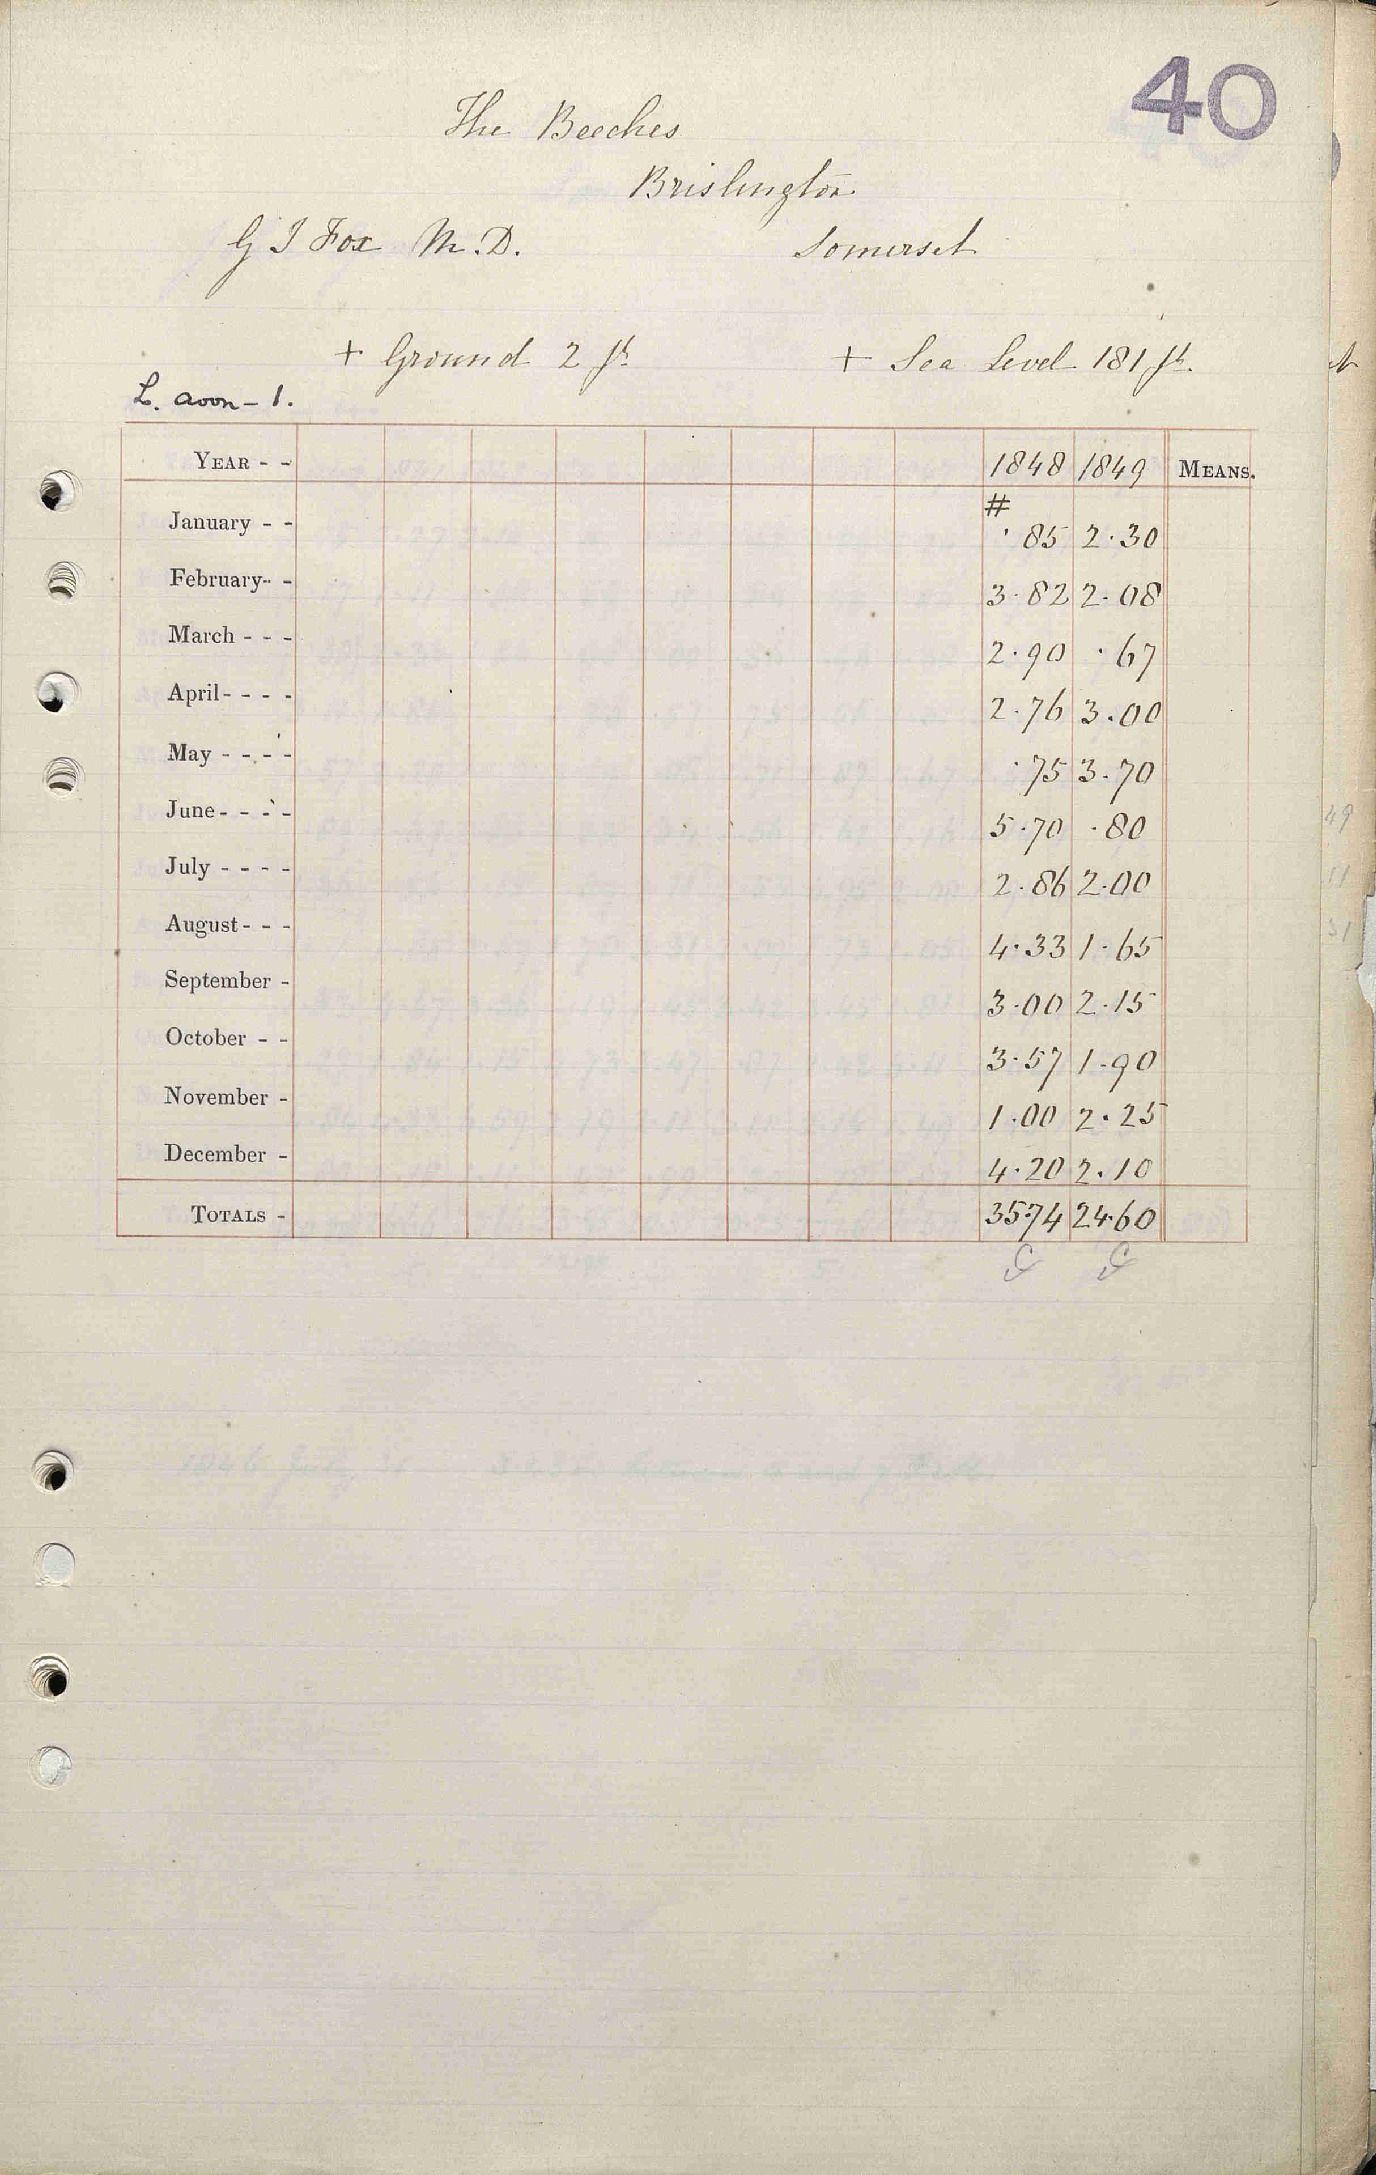 40
The Beeches
Brislington
G J Fox M.D. Somerset
+ Ground 2 ft. + Sea Level 181 ft.
L. Avon - 1.
YEAR - - 1848 1849 MEANS.
#
January - - ·85 2·30
February- - 3·82 2·08
March - - - 2·90 ·67
April- - - - 2·76 3·00
May - - - - ·75 3·70
June- - - - 5·70 ·80
July - - - - 2·86 2·00
August- - - 4·33 1·65
September - 3·00 2·15
October - - 3·57 1·90
November - 1·00 2·25
December - 4·20 2·10
TOTALS - 35·74 24·60